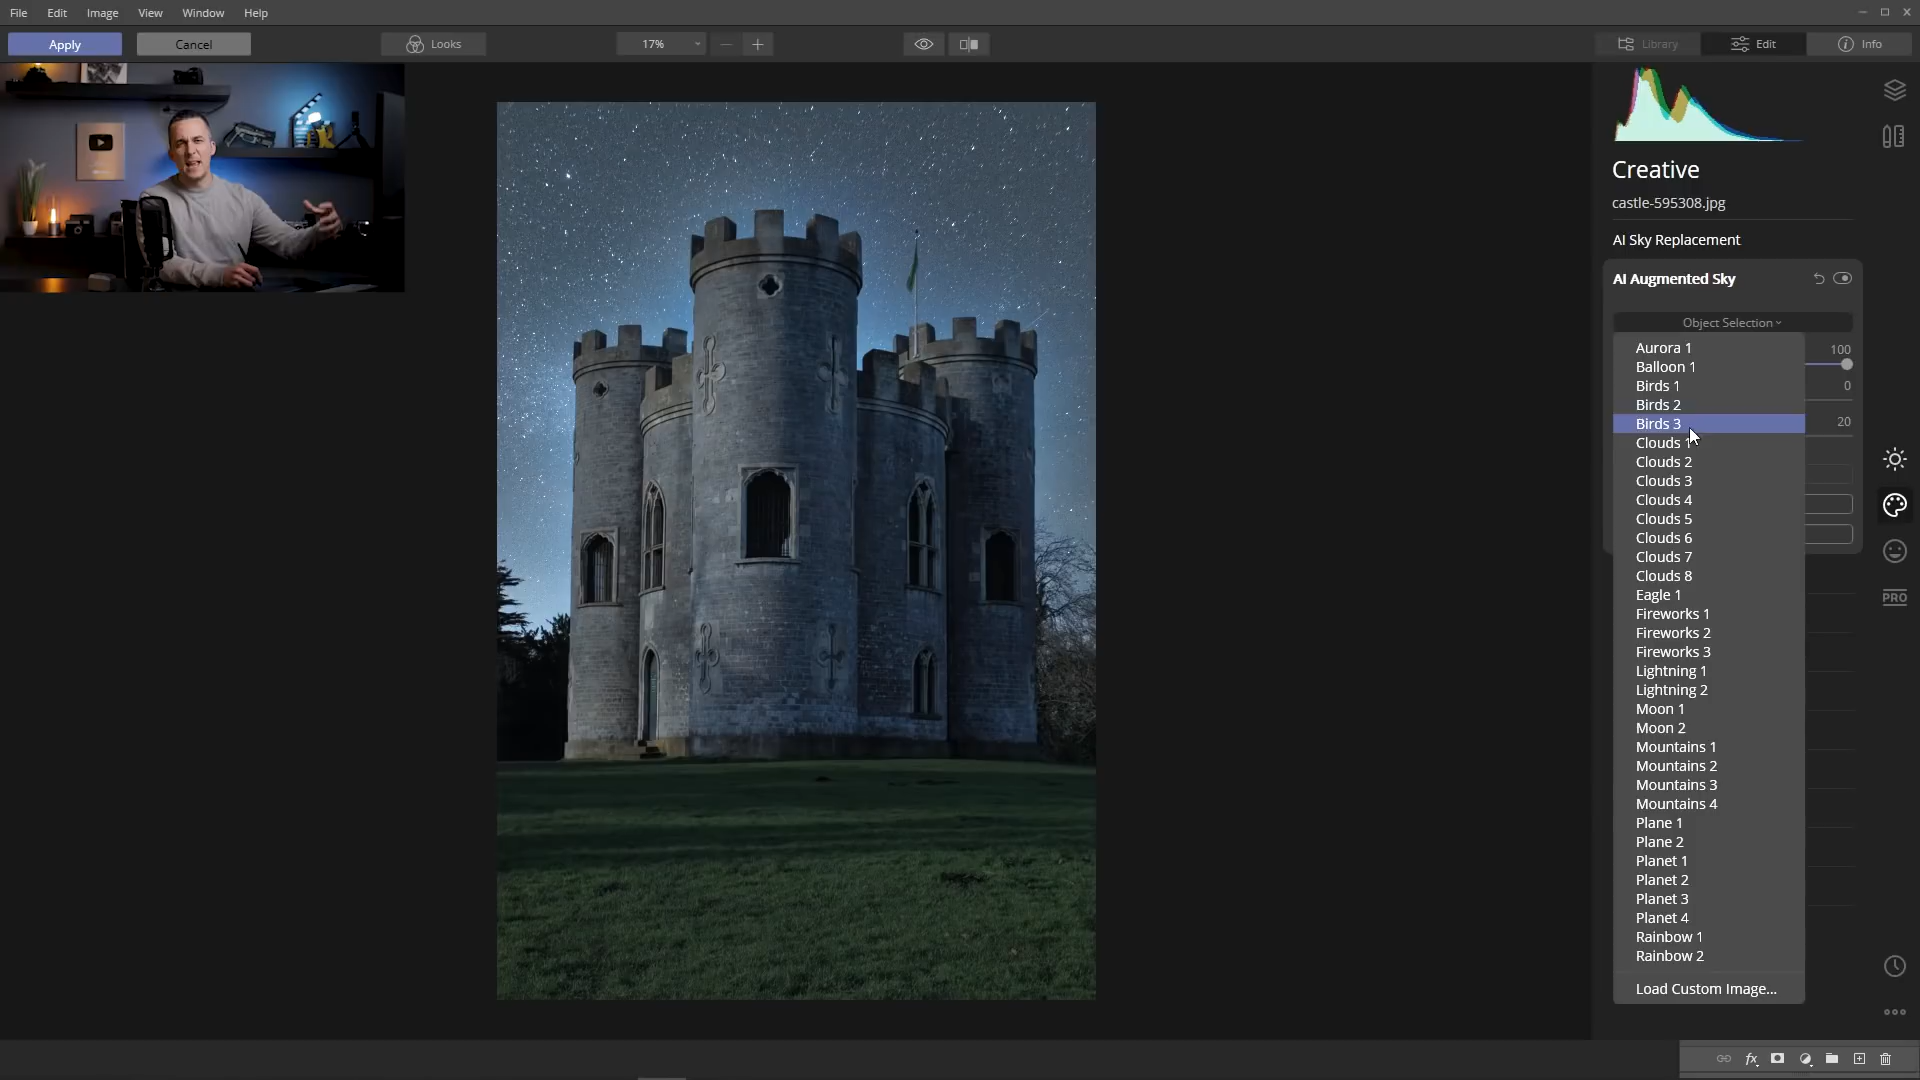 File Edit Image View Window Help
Apply Cancel Looks 17% Library Edit Info
Creative
castle-595308.jpg
AI Sky Replacement
AI Augmented Sky
Object Selection
Aurora 1
100
Balloon 1
Birds 1
0
Birds 2
Birds 3
20
Clouds 1
Clouds 2
Clouds 3
Clouds 4
Clouds 5
Clouds 6
Clouds 7
Clouds 8
Eagle 1
PRO
Fireworks 1
Fireworks 2
Fireworks 3
Lightning 1
Lightning 2
Moon 1
Moon 2
Mountains 1
Mountains 2
Mountains 3
Mountains 4
Plane 1
Plane 2
Planet 1
Planet 2
Planet 3
Planet 4
Rainbow 1
Rainbow 2
Load Custom Image...
fx